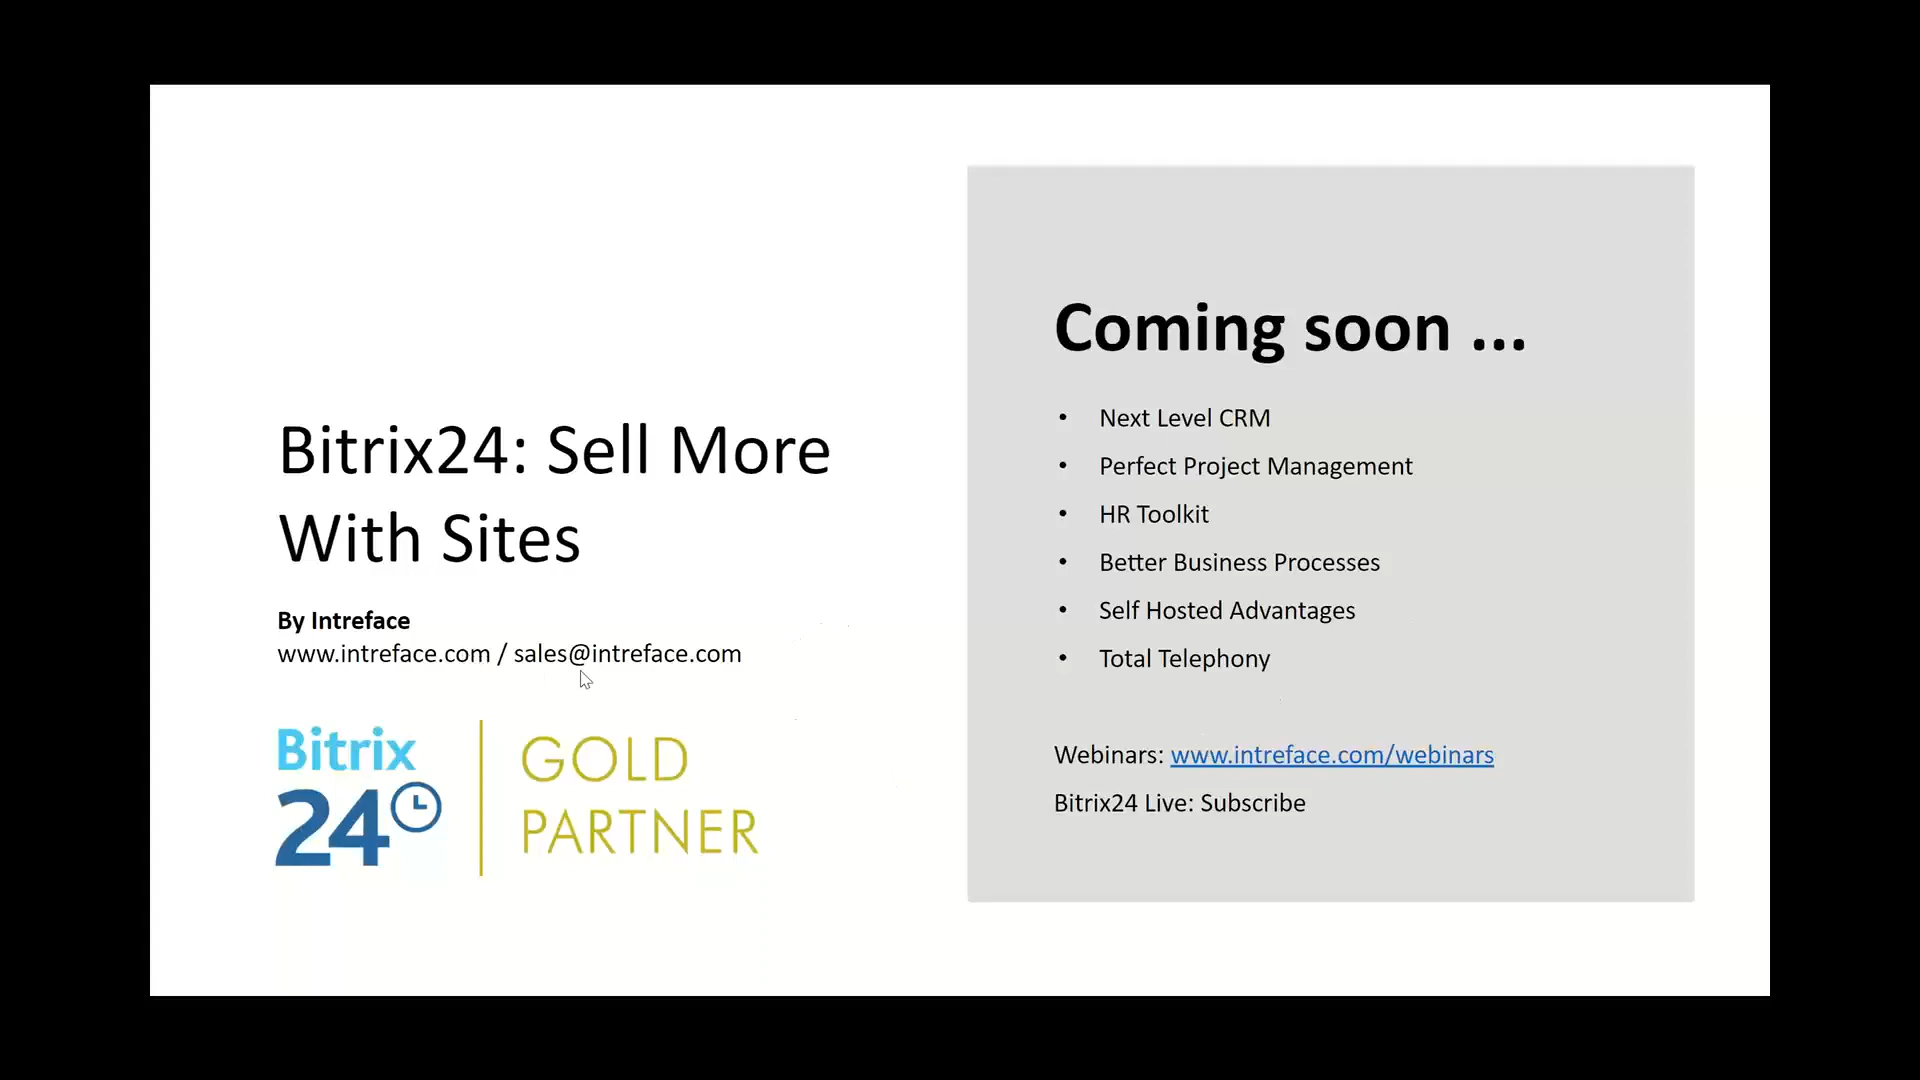 Bitrix24: Sell More
With Sites
By Intreface
www.intreface.com / sales@intreface.com
Bitrix
24
GOLD
PARTNER
Coming soon ...
• Next Level CRM
• Perfect Project Management
• HR Toolkit
• Better Business Processes
• Self Hosted Advantages
• Total Telephony
Webinars: www.intreface.com/webinars
Bitrix24 Live: Subscribe